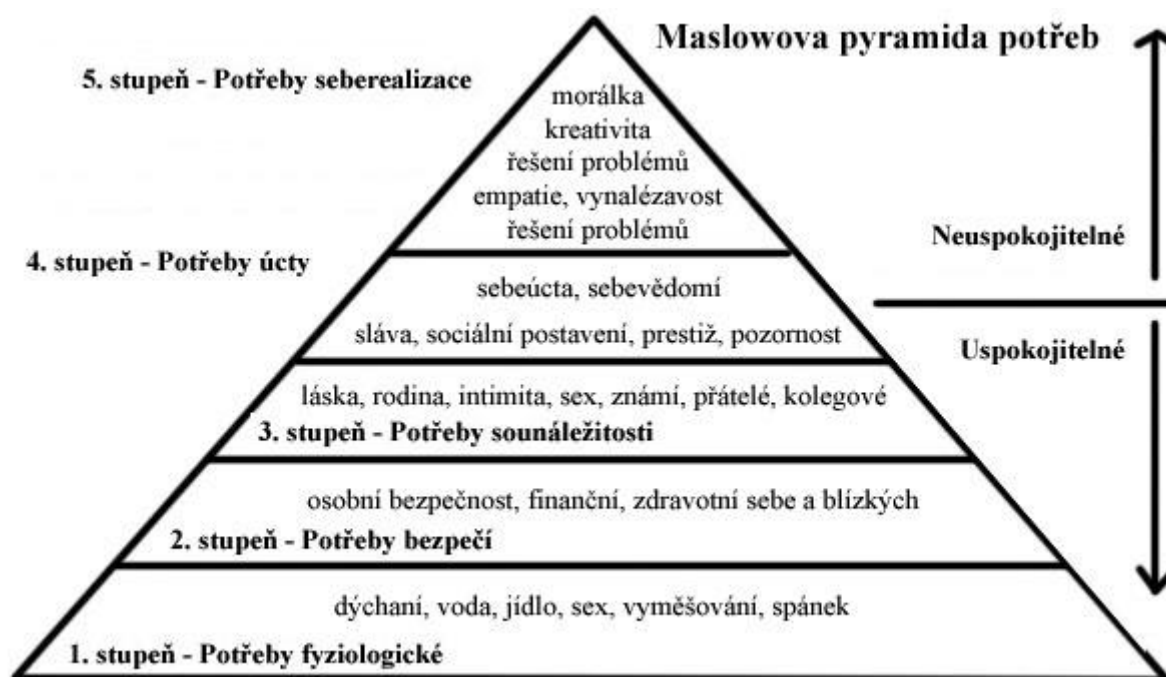 Maslowova pyramida potřeb
5. stupeň - Potřeby seberealizace
morálka
kreativita
řešení problémů
empatie, vynalézavost
řešení problémů
Neuspokojitelné
4. stupeň - Potřeby úcty
sebeúcta, sebevědomí
sláva, sociální postavení, prestiž, pozornost
Uspokojitelné
láska, rodina, intimita, sex, známí, přátelé, kolegové
3. stupeň - Potřeby sounáležitosti
osobní bezpečnost, finanční, zdravotní sebe a blízkých
2. stupeň - Potřeby bezpečí
dýchaní, voda, jídlo, sex, vyměšování, spánek
1. stupeň - Potřeby fyziologické